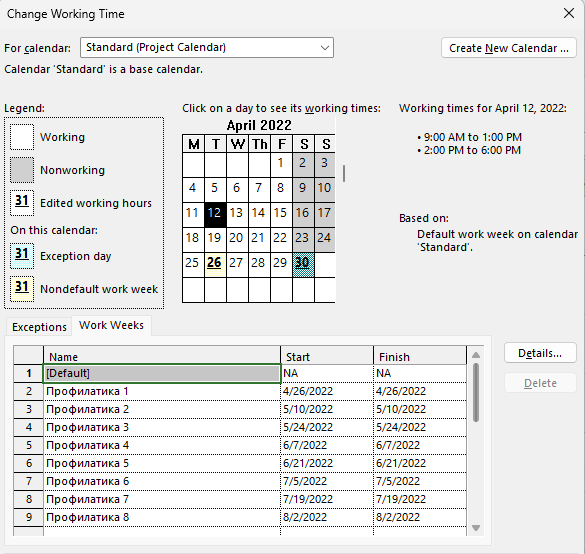 Change Working Time
For calendar: Standard (Project Calendar) Create New Calendar ...
Calendar 'Standard' is a base calendar.
Legend:
Working
Nonworking
31 Edited working hours
On this calendar:
31 Exception day
31 Nondefault work week
Click on a day to see its working times:
April 2022
M T W Th F S S
1 2 3
4 5 6 7 8 9 10
11 12 13 14 15 16 17
18 19 20 21 22 23 24
25 26 27 28 29 30
Working times for April 12, 2022:
• 9:00 AM to 1:00 PM
• 2:00 PM to 6:00 PM
Based on:
Default work week on calendar
'Standard'.
Exceptions Work Weeks
Name Start Finish
1 [Default] NA NA
2 Профилатика 1 4/26/2022 4/26/2022
3 Профилатика 2 5/10/2022 5/10/2022
4 Профилатика 3 5/24/2022 5/24/2022
5 Профилатика 4 6/7/2022 6/7/2022
6 Профилатика 5 6/21/2022 6/21/2022
7 Профилатика 6 7/5/2022 7/5/2022
8 Профилатика 7 7/19/2022 7/19/2022
9 Профилатика 8 8/2/2022 8/2/2022
Details...
Delete